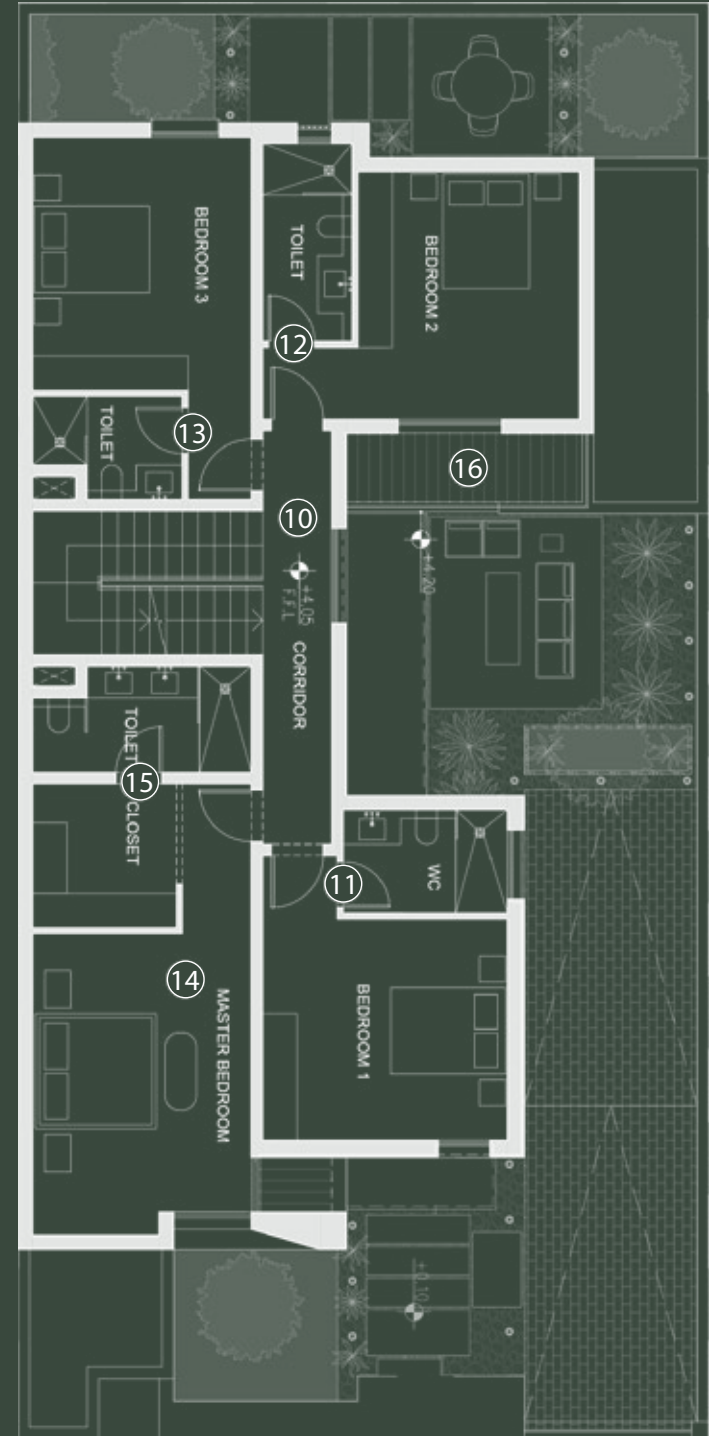 BEDROOM 3
TOILET
BEDROOM 2
12
TOILET
13
16
10
+4.20
+4.05
F.F.L
CORRIDOR
TOILET
15
CLOSET
WC
11
14
MASTER BEDROOM
BEDROOM 1
+0.10